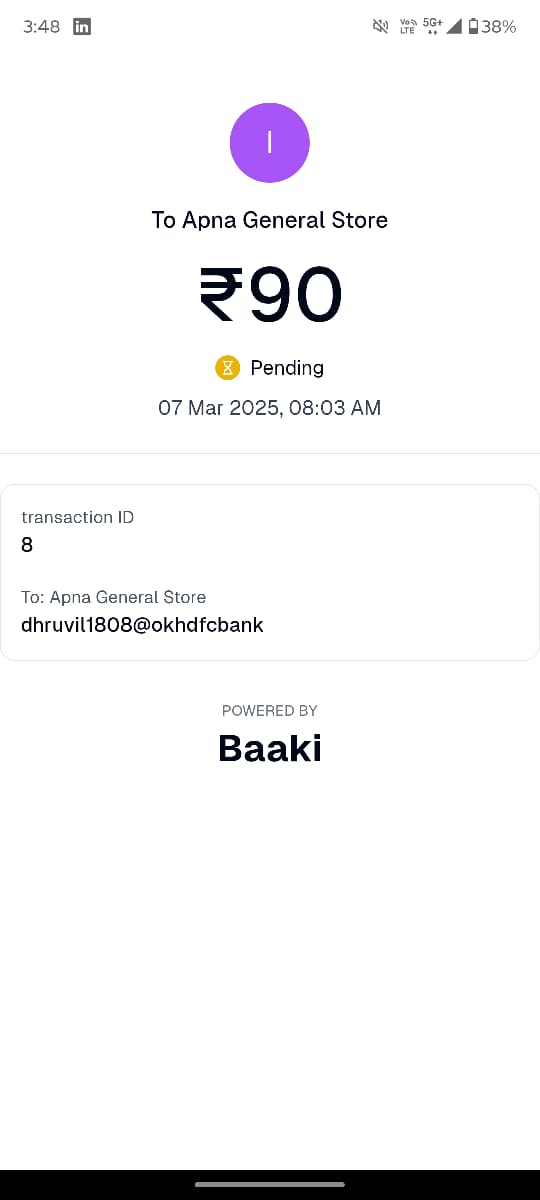 3:48 in Vo)) LTE 5G+ 38%
I
To Apna General Store
₹90
Pending
07 Mar 2025, 08:03 AM
transaction ID
8
To: Apna General Store
dhruvil1808@okhdfcbank
POWERED BY
Baaki